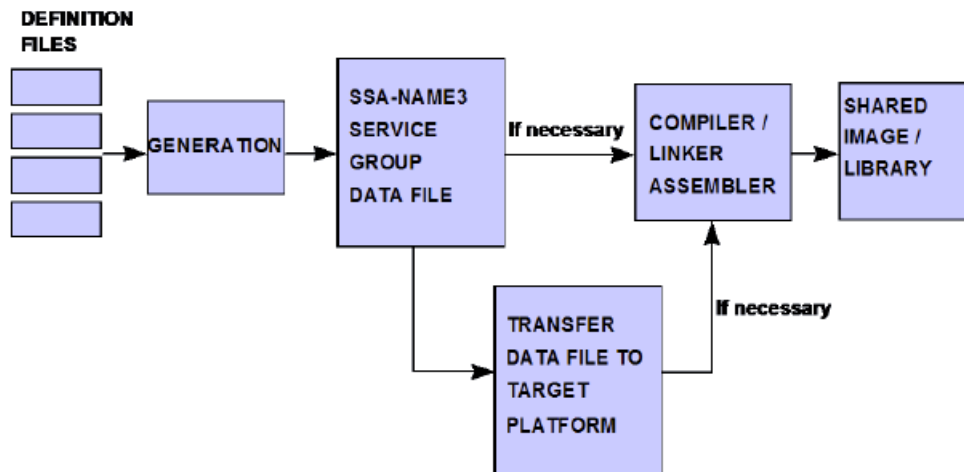 DEFINITION
FILES
GENERATION
SSA-NAME3
SERVICE
GROUP
DATA FILE
If necessary
COMPILER /
LINKER
ASSEMBLER
SHARED
IMAGE /
LIBRARY
TRANSFER
DATA FILE TO
TARGET
PLATFORM
If necessary